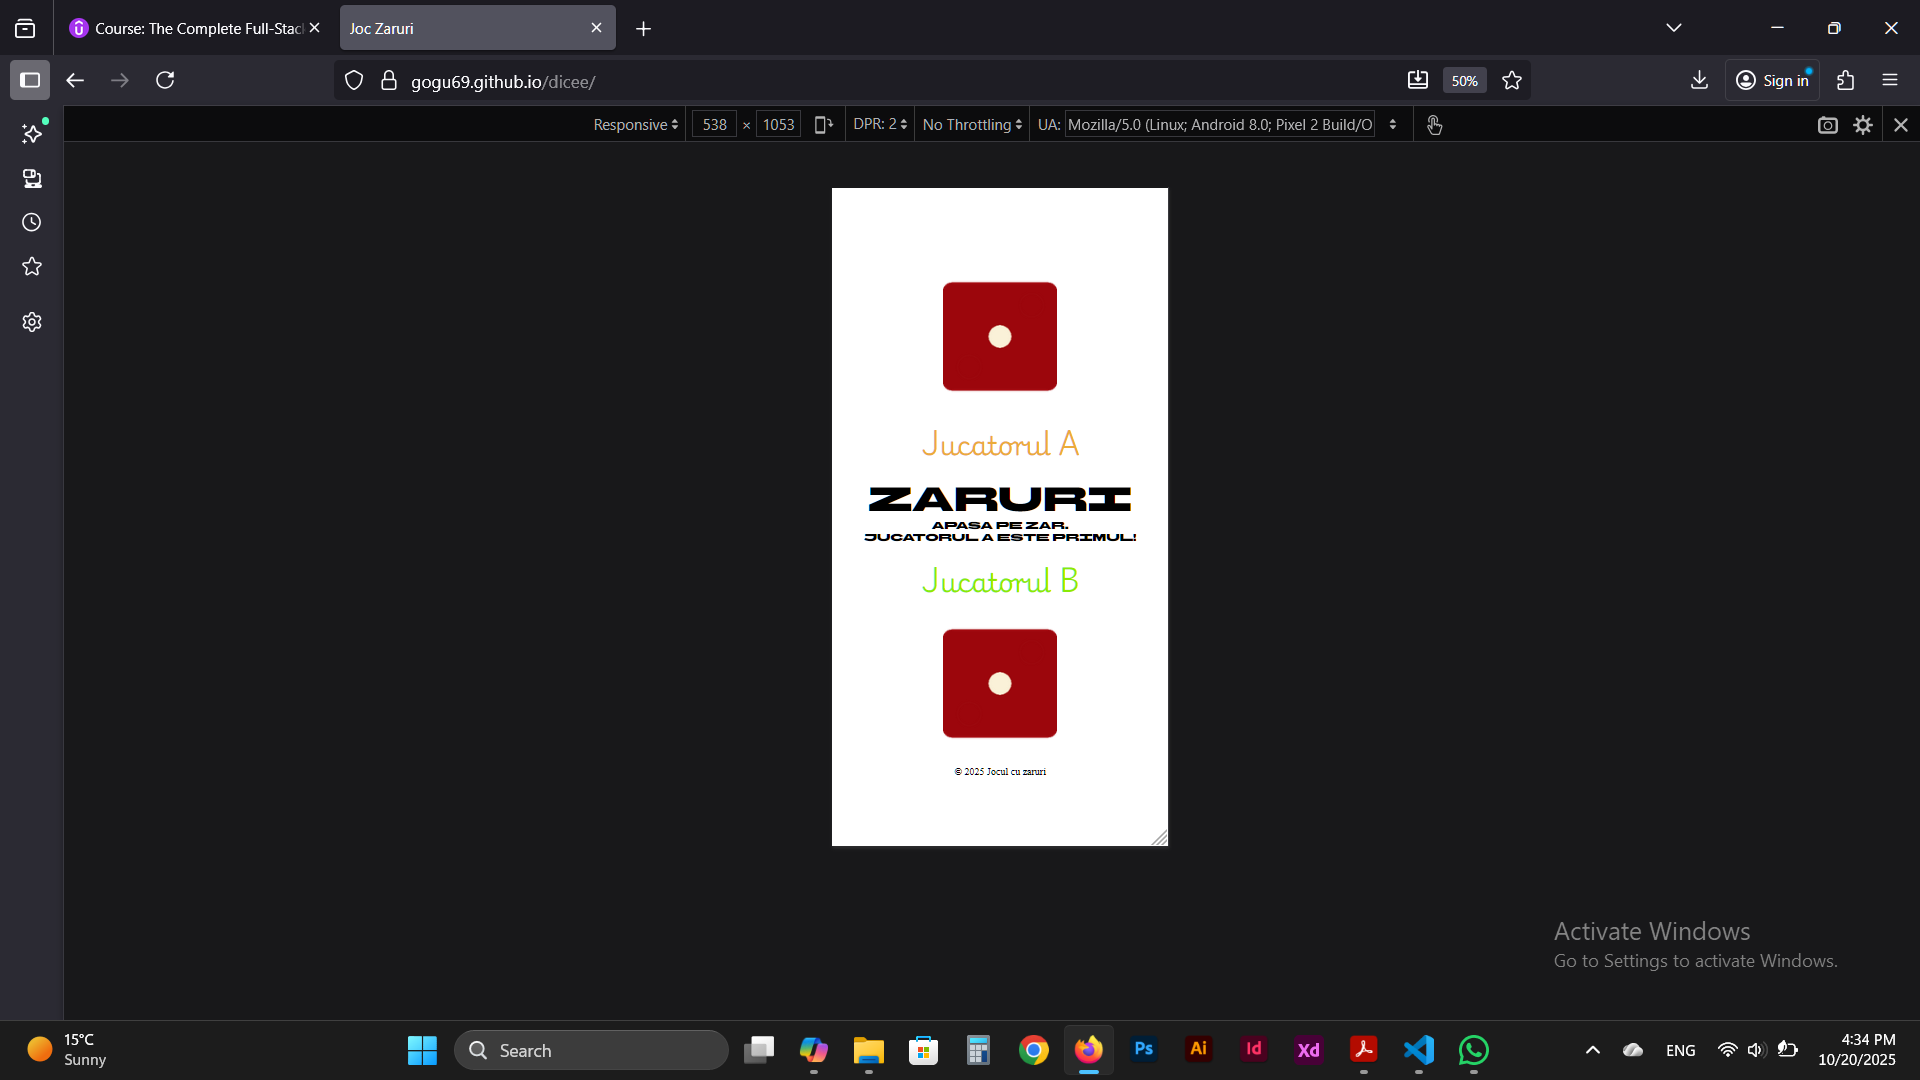 Course: The Complete Full-Stac
Joc Zaruri
gogu69.github.io/dicee/
50%
Sign in
Responsive
538 × 1053
DPR: 2
No Throttling
UA: Mozilla/5.0 (Linux; Android 8.0; Pixel 2 Build/O
Jucatorul A
ZARURI
APASA PE ZAR.
JUCATORUL A ESTE PRIMUL!
Jucatorul B
© 2025 Jocul cu zaruri
Activate Windows
Go to Settings to activate Windows.
15°C
Sunny
Search
Ps
Ai
Id
Xd
ENG
4:34 PM
10/20/2025